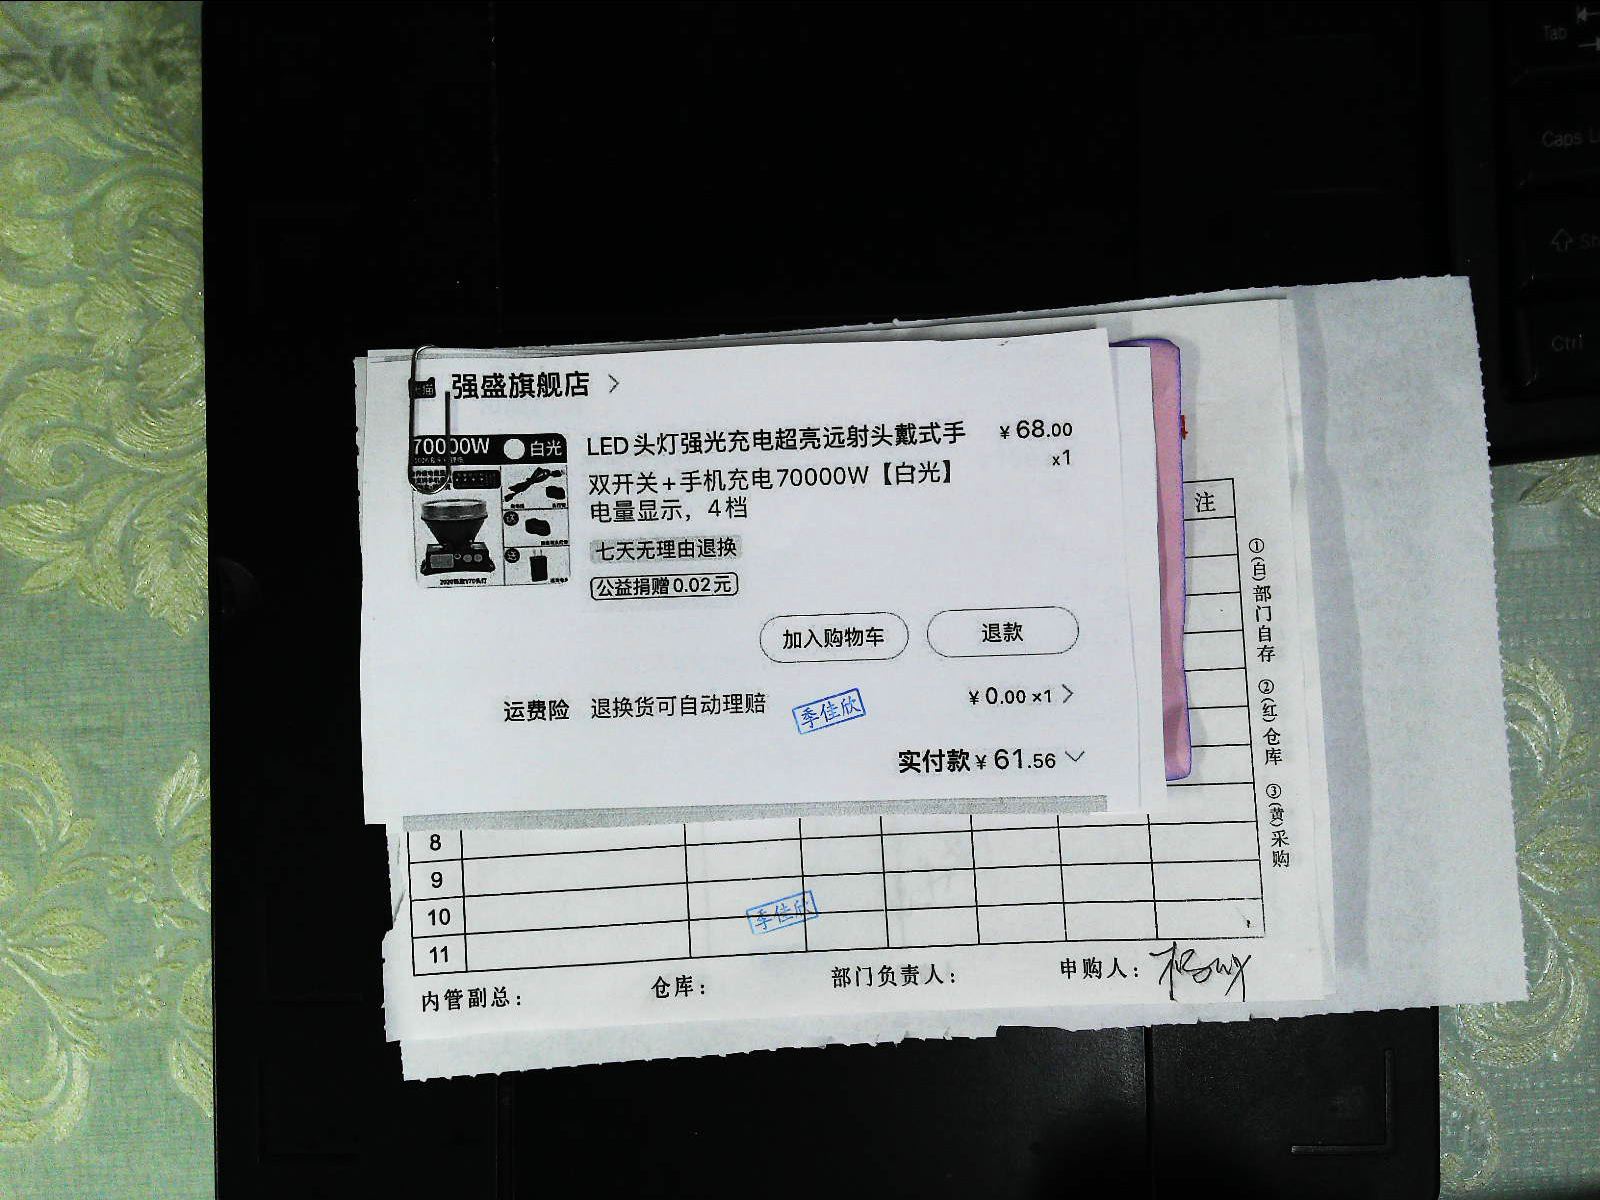 强盛旗舰店 >
70000W 白光
LED头灯强光充电超亮远射头戴式手 ¥68.00
双开关+手机充电70000W【白光】 x1
电量显示，4档
七天无理由退换
公益捐赠0.02元
加入购物车 退款
运费险 退换货可自动理赔 ¥0.00 x1 >
季佳欣
实付款 ¥61.56
注
①(白)部门自存 ②(红)仓库 ③(黄)采购
8
9
10
季佳欣
11
内管副总： 仓库： 部门负责人： 申购人：
Tab
Caps L
Ctrl